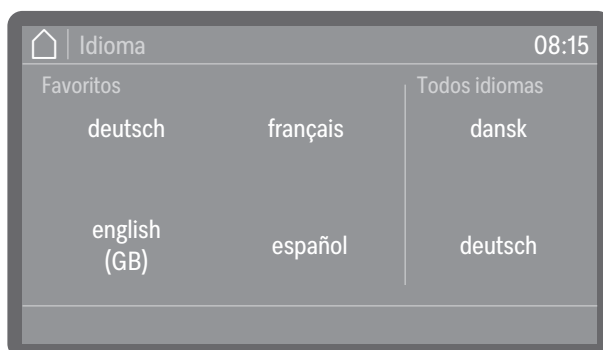 Idioma 08:15
Favoritos Todos idiomas
deutsch français dansk
english
(GB) español deutsch